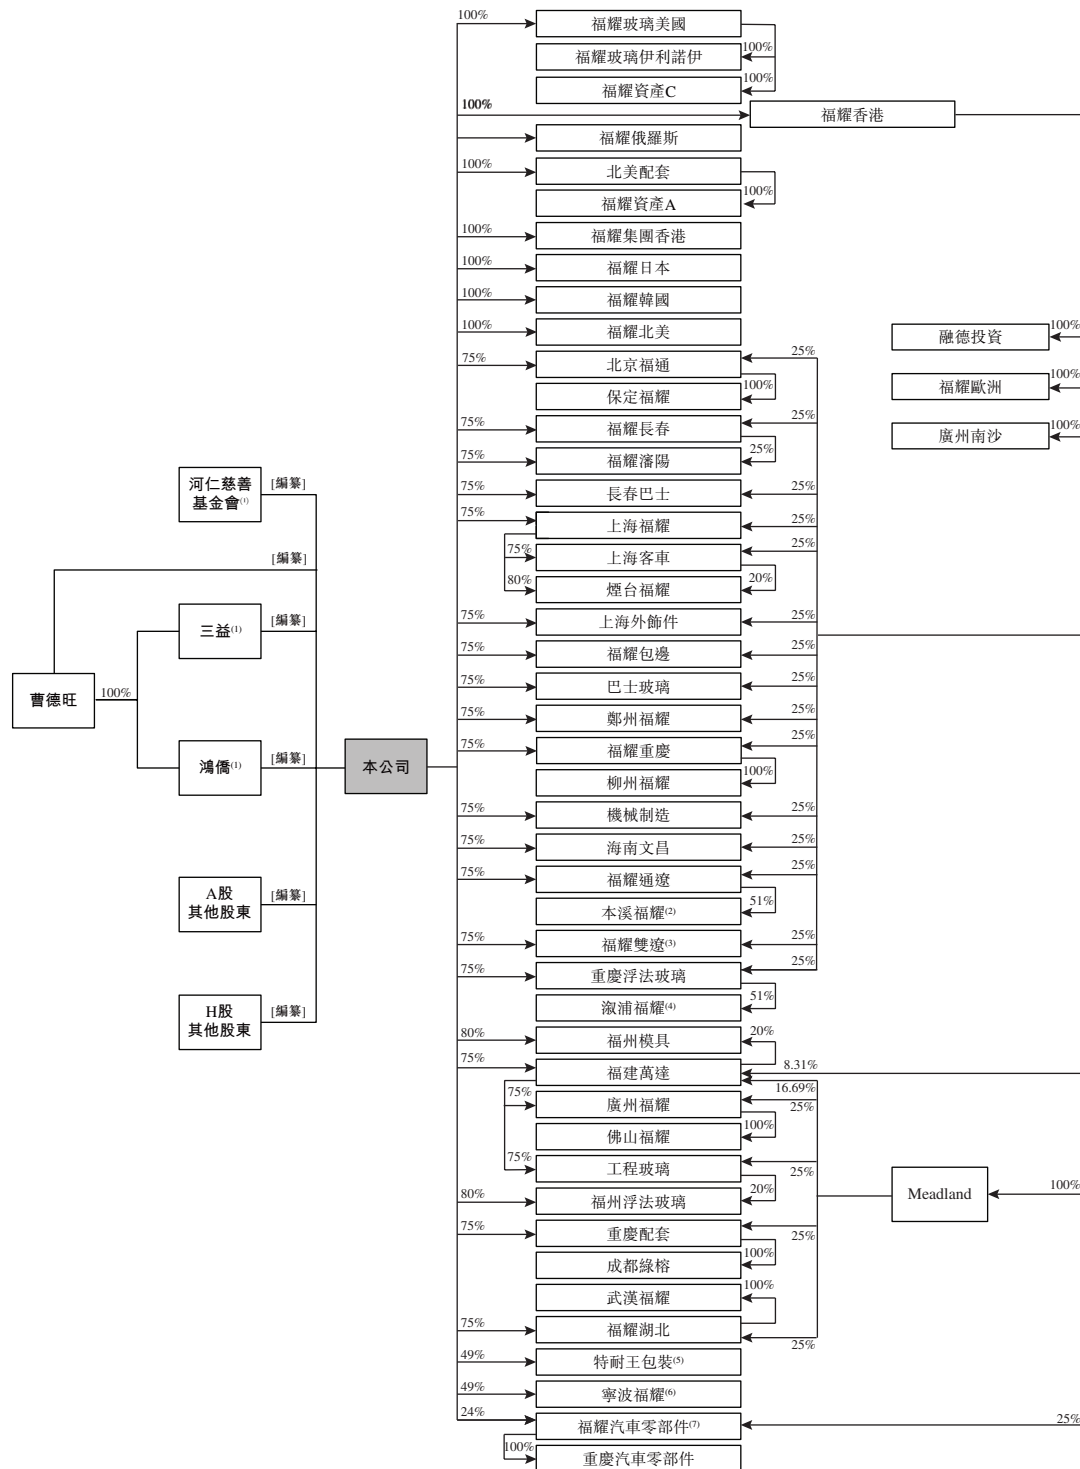 100%
福耀玻璃美國
100%
福耀玻璃伊利諾伊
100%
福耀資產C
100%
福耀香港
福耀俄羅斯
100%
北美配套
100%
福耀資產A
100%
福耀集團香港
100%
福耀日本
100%
福耀韓國
100%
福耀北美
100%
融德投資
75%
北京福通
25%
100%
保定福耀
100%
福耀歐洲
75%
福耀長春
25%
100%
廣州南沙
75%
福耀瀋陽
25%
75%
長春巴士
25%
75%
上海福耀
25%
75%
上海客車
25%
80%
煙台福耀
20%
75%
上海外飾件
25%
75%
福耀包邊
25%
75%
巴士玻璃
25%
75%
鄭州福耀
25%
75%
福耀重慶
25%
柳州福耀
100%
75%
機械制造
25%
75%
海南文昌
25%
75%
福耀通遼
25%
本溪福耀(2)
51%
75%
福耀雙遼(3)
25%
75%
重慶浮法玻璃
25%
漵浦福耀(4)
51%
80%
福州模具
20%
75%
福建萬達
8.31%
16.69%
75%
廣州福耀
25%
佛山福耀
100%
75%
工程玻璃
25%
80%
福州浮法玻璃
20%
75%
重慶配套
25%
成都綠榕
100%
武漢福耀
100%
75%
福耀湖北
25%
49%
特耐王包裝(5)
49%
寧波福耀(6)
24%
福耀汽車零部件(7)
25%
100%
重慶汽車零部件
Meadland
100%
河仁慈善
基金會(1)
[編纂]
[編纂]
三益(1)
[編纂]
曹德旺
100%
鴻僑(1)
[編纂]
本公司
A股
其他股東
[編纂]
H股
其他股東
[編纂]